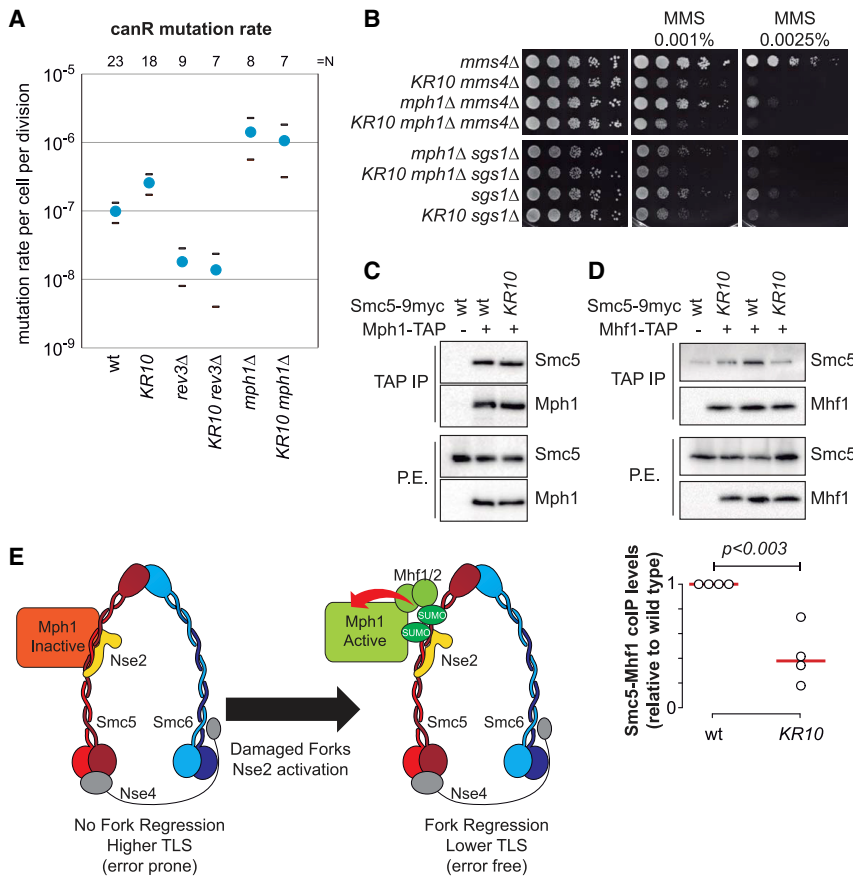 A
canR mutation rate
23 18 9 7 8 7 =N
10-5
10-6
10-7
10-8
10-9
mutation rate per cell per division
wt
KR10
rev3Δ
KR10 rev3Δ
mph1Δ
KR10 mph1Δ
B
MMS
0.001%
MMS
0.0025%
mms4Δ
KR10 mms4Δ
mph1Δ mms4Δ
KR10 mph1Δ mms4Δ
mph1Δ sgs1Δ
KR10 mph1Δ sgs1Δ
sgs1Δ
KR10 sgs1Δ
C
Smc5-9myc wt wt KR10
Mph1-TAP - + +
TAP IP
Smc5
Mph1
P.E.
Smc5
Mph1
D
Smc5-9myc wt KR10 wt KR10
Mhf1-TAP - + + +
TAP IP
Smc5
Mhf1
P.E.
Smc5
Mhf1
p<0.003
Smc5-Mhf1 coIP levels
(relative to wild type)
1
0
wt
KR10
E
Mph1
Inactive
Nse2
Smc5
Smc6
Nse4
No Fork Regression
Higher TLS
(error prone)
Damaged Forks
Nse2 activation
Mhf1/2
Mph1
Active
SUMO
SUMO
Nse2
Smc5
Smc6
Nse4
Fork Regression
Lower TLS
(error free)